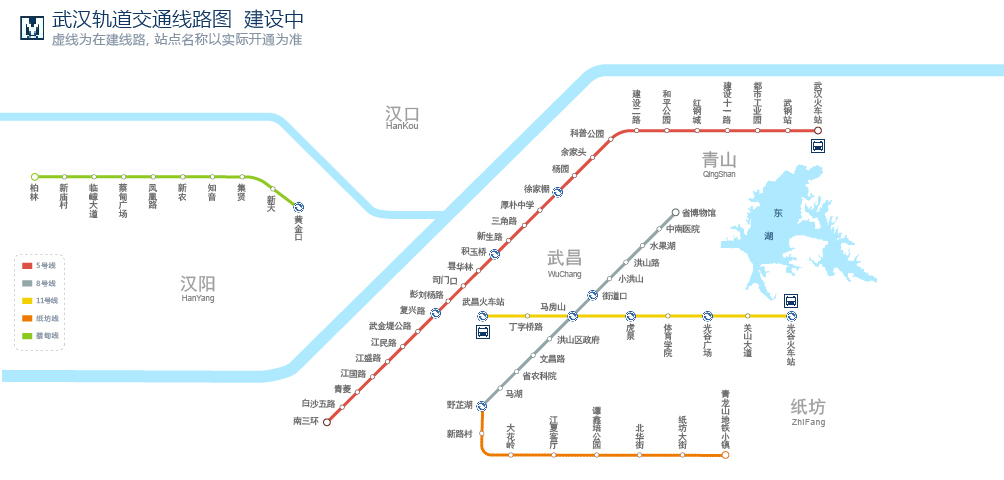 武汉轨道交通线路图 建设中
虚线为在建线路, 站点名称以实际开通为准
汉口
HanKou
青山
QingShan
武昌
WuChang
汉阳
HanYang
纸坊
ZhiFang
东
湖
柏林
新庙村
临嶂大道
蔡甸广场
凤凰路
新农
知音
集贤
新天
黄金口
5号线
8号线
11号线
纸坊线
蔡甸线
武汉火车站
武钢站
都市工业园
建设十一路
红钢城
和平公园
建设二路
科普公园
余家头
杨园
徐家棚
厚朴中学
三角路
新生路
积玉桥
昙华林
司门口
彭刘杨路
复兴路
武金堤公路
江民路
江盛路
江国路
青菱
白沙五路
南三环
省博物馆
中南医院
水果湖
洪山路
小洪山
街道口
马房山
洪山区政府
文昌路
省农科院
马湖
野芷湖
武昌火车站
丁字桥路
虎泉
体育学院
光谷广场
关山大道
光谷火车站
新路村
大花岭
江夏客厅
谭鑫培公园
北华街
纸坊大街
青龙山地铁小镇